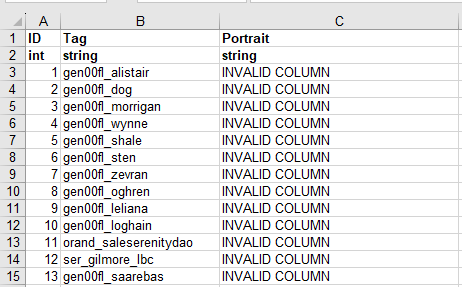 A B C
1 ID Tag Portrait
2 int string string
3 1 gen00fl_alistair INVALID COLUMN
4 2 gen00fl_dog INVALID COLUMN
5 3 gen00fl_morrigan INVALID COLUMN
6 4 gen00fl_wynne INVALID COLUMN
7 5 gen00fl_shale INVALID COLUMN
8 6 gen00fl_sten INVALID COLUMN
9 7 gen00fl_zevran INVALID COLUMN
10 8 gen00fl_oghren INVALID COLUMN
11 9 gen00fl_leliana INVALID COLUMN
12 10 gen00fl_loghain INVALID COLUMN
13 11 orand_saleserenitydao INVALID COLUMN
14 12 ser_gilmore_lbc INVALID COLUMN
15 13 gen00fl_saarebas INVALID COLUMN